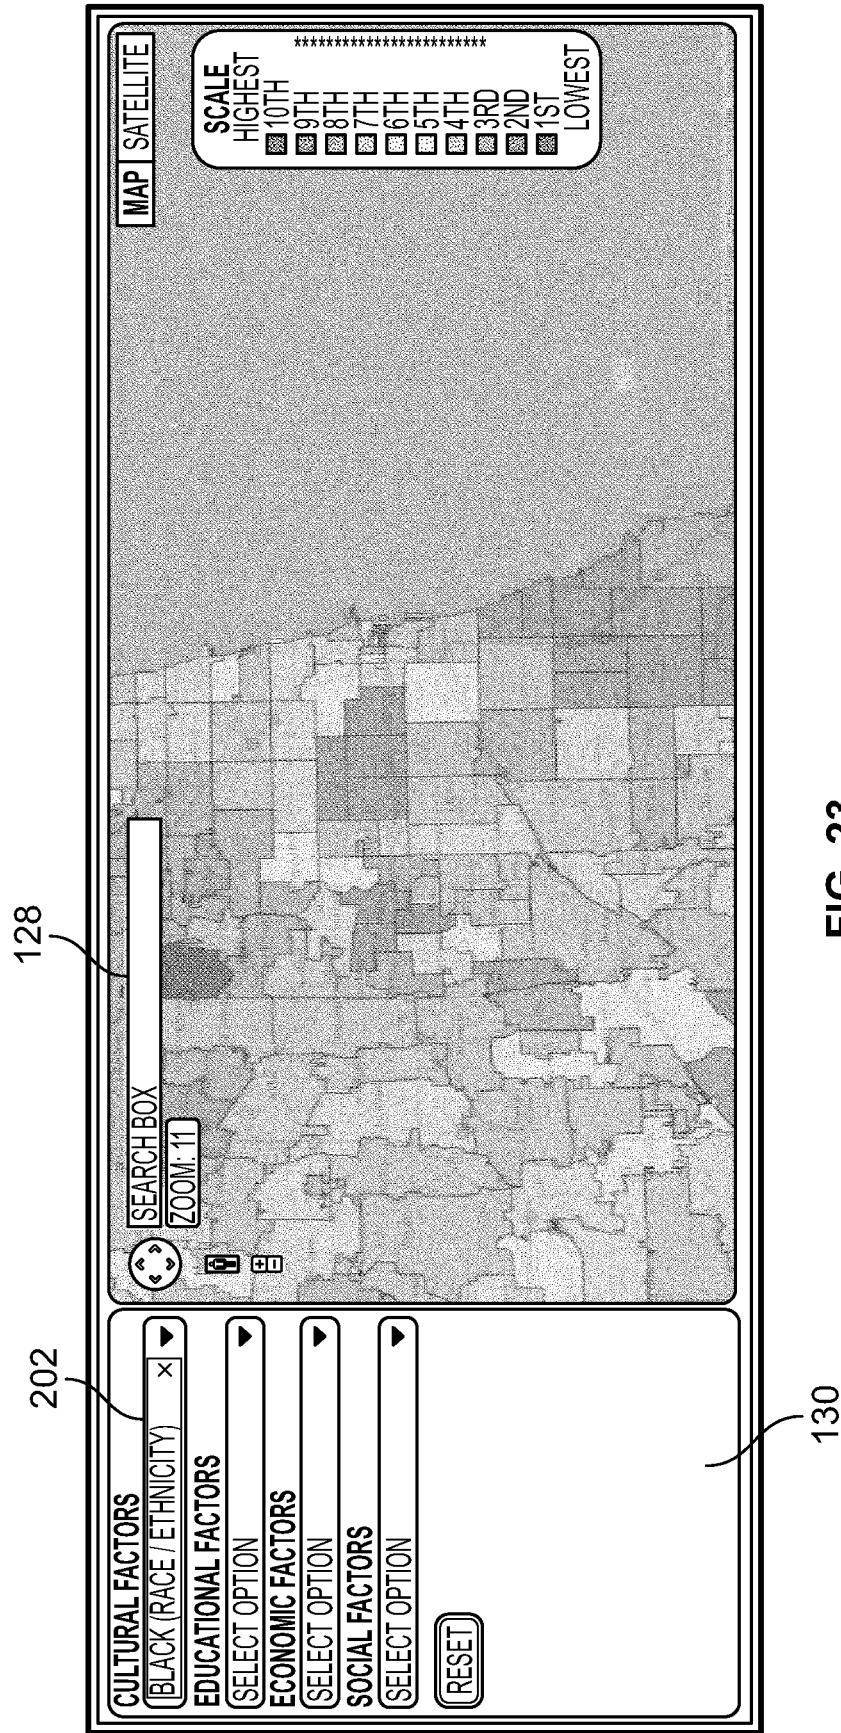 128
202
130
CULTURAL FACTORS
BLACK (RACE / ETHNICITY) ×
EDUCATIONAL FACTORS
SELECT OPTION
ECONOMIC FACTORS
SELECT OPTION
SOCIAL FACTORS
SELECT OPTION
RESET
SEARCH BOX
ZOOM: 11
+
−
MAP SATELLITE
SCALE
HIGHEST
10TH
9TH
8TH
7TH
6TH
5TH
4TH
3RD
2ND
1ST
LOWEST
************************